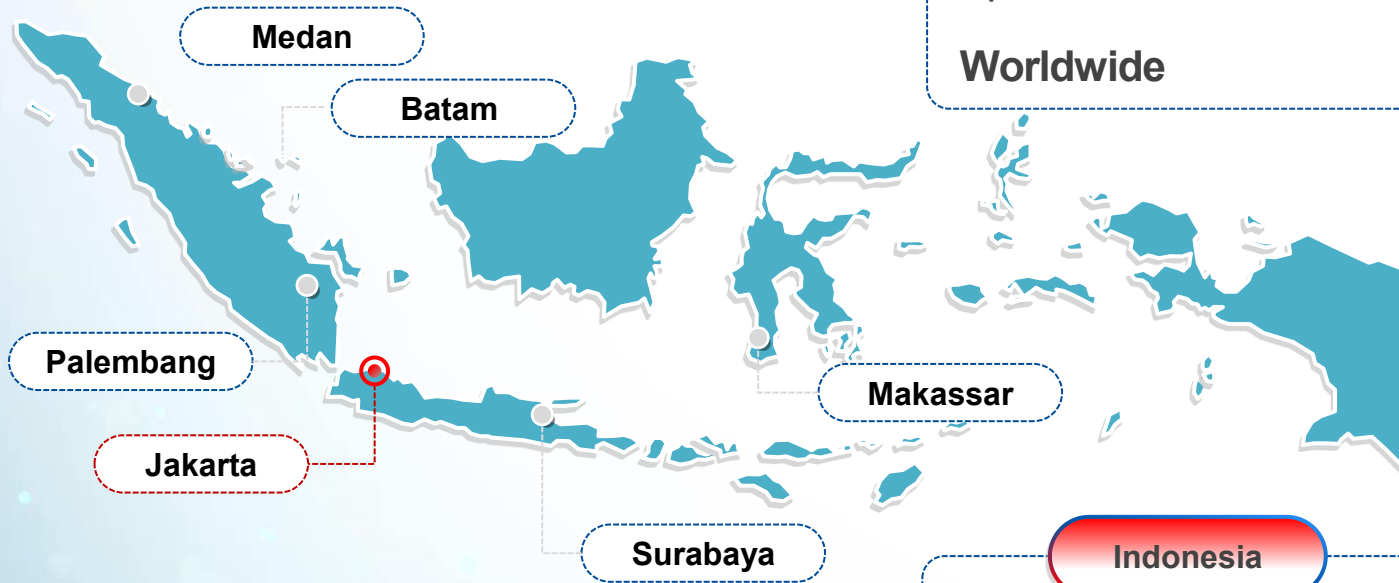 Medan
Worldwide
Batam
Palembang
Makassar
Jakarta
Surabaya
Indonesia